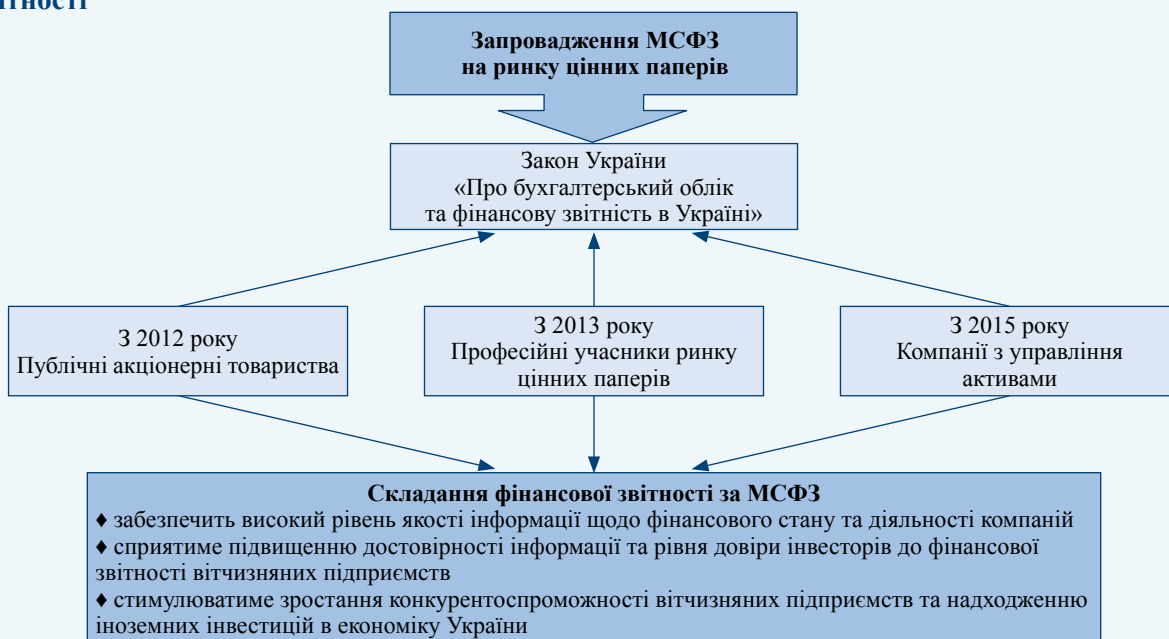 Запровадження МСФЗ
на ринку цінних паперів
Закон України
«Про бухгалтерський облік
та фінансову звітність в Україні»
З 2012 року
Публічні акціонерні товариства
З 2013 року
Професійні учасники ринку
цінних паперів
З 2015 року
Компанії з управління
активами
Складання фінансової звітності за МСФЗ
♦ забезпечить високий рівень якості інформації щодо фінансового стану та діяльності компаній
♦ сприятиме підвищенню достовірності інформації та рівня довіри інвесторів до фінансової
звітності вітчизняних підприємств
♦ стимулюватиме зростання конкурентоспроможності вітчизняних підприємств та надходженню
іноземних інвестицій в економіку України